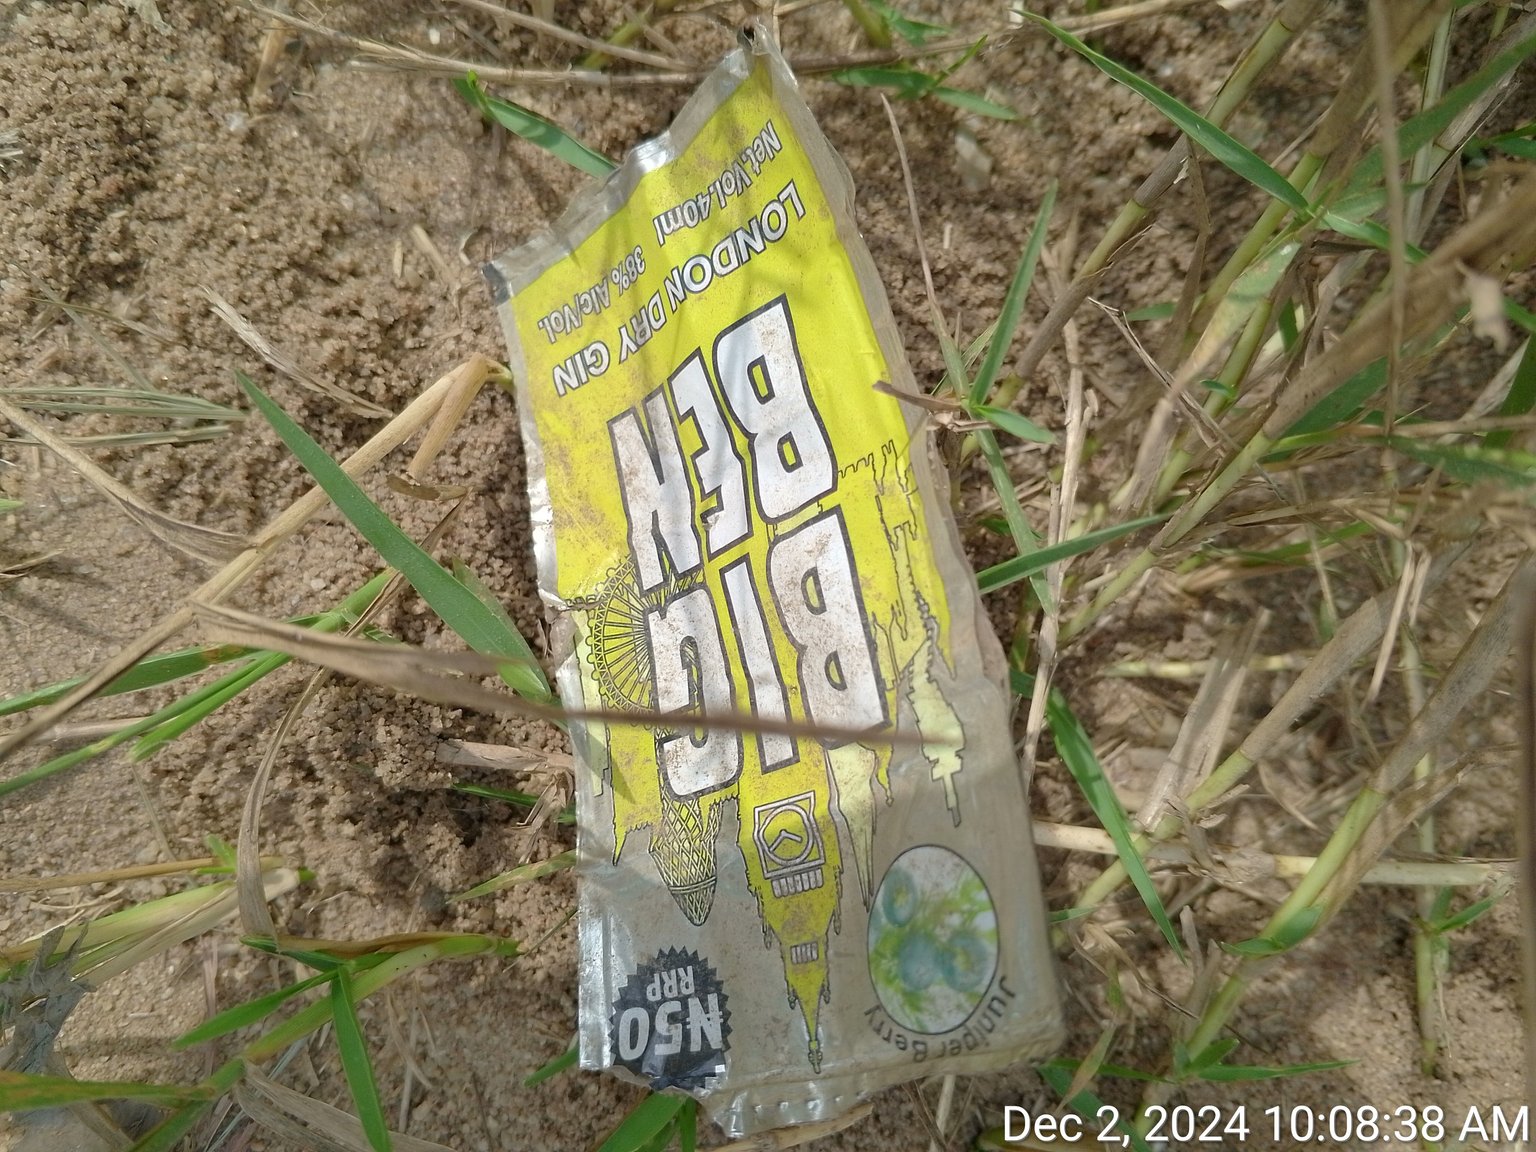 BIG
BEN
LONDON DRY GIN
Net.Vol.40ml 38% Alc/Vol.
₦50
RRP
Juniper Berry
Dec 2, 2024 10:08:38 AM